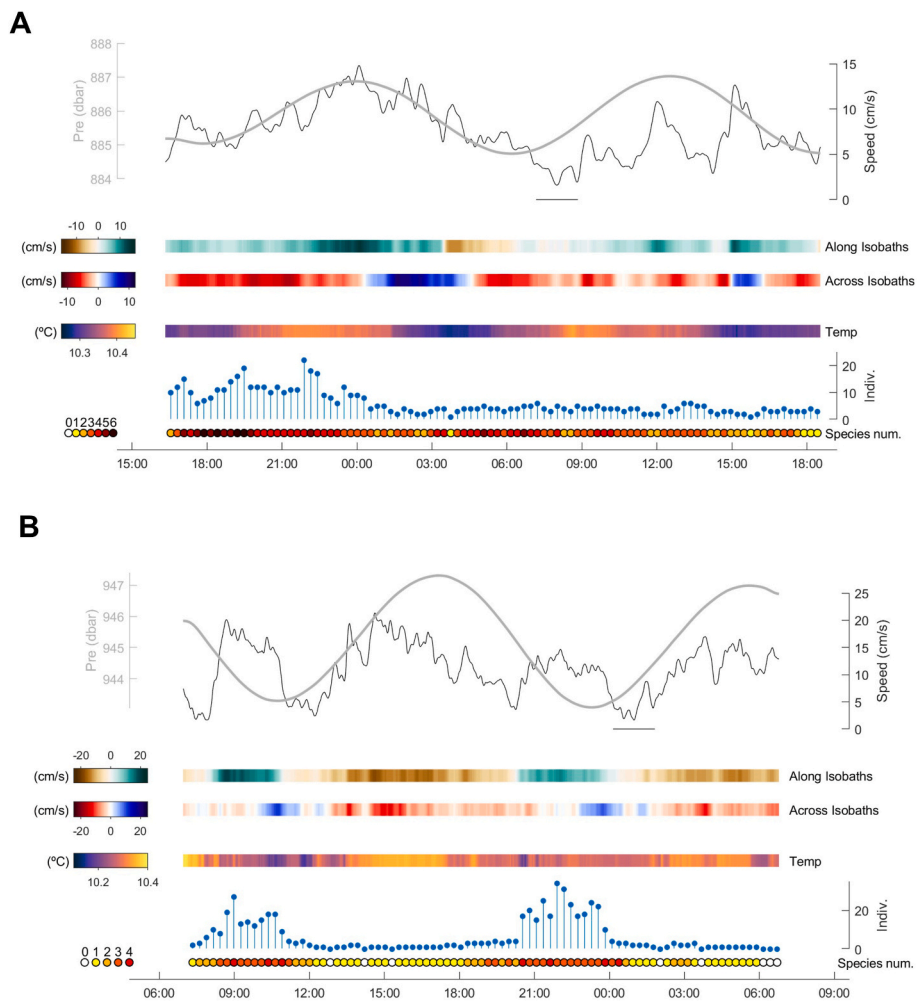 A
888
887
886
885
884
Pre (dbar)
15
10
5
0
Speed (cm/s)
-10 0 10
(cm/s)
Along Isobaths
(cm/s)
Across Isobaths
-10 0 10
(ºC)
Temp
10.3 10.4
20
10
0
Indiv.
0123456
Species num.
15:00 18:00 21:00 00:00 03:00 06:00 09:00 12:00 15:00 18:00
B
947
946
945
944
Pre (dbar)
25
20
15
10
5
0
Speed (cm/s)
-20 0 20
(cm/s)
Along Isobaths
(cm/s)
Across Isobaths
-20 0 20
(ºC)
Temp
10.2 10.4
20
0
Indiv.
0 1 2 3 4
Species num.
06:00 09:00 12:00 15:00 18:00 21:00 00:00 03:00 06:00 09:00